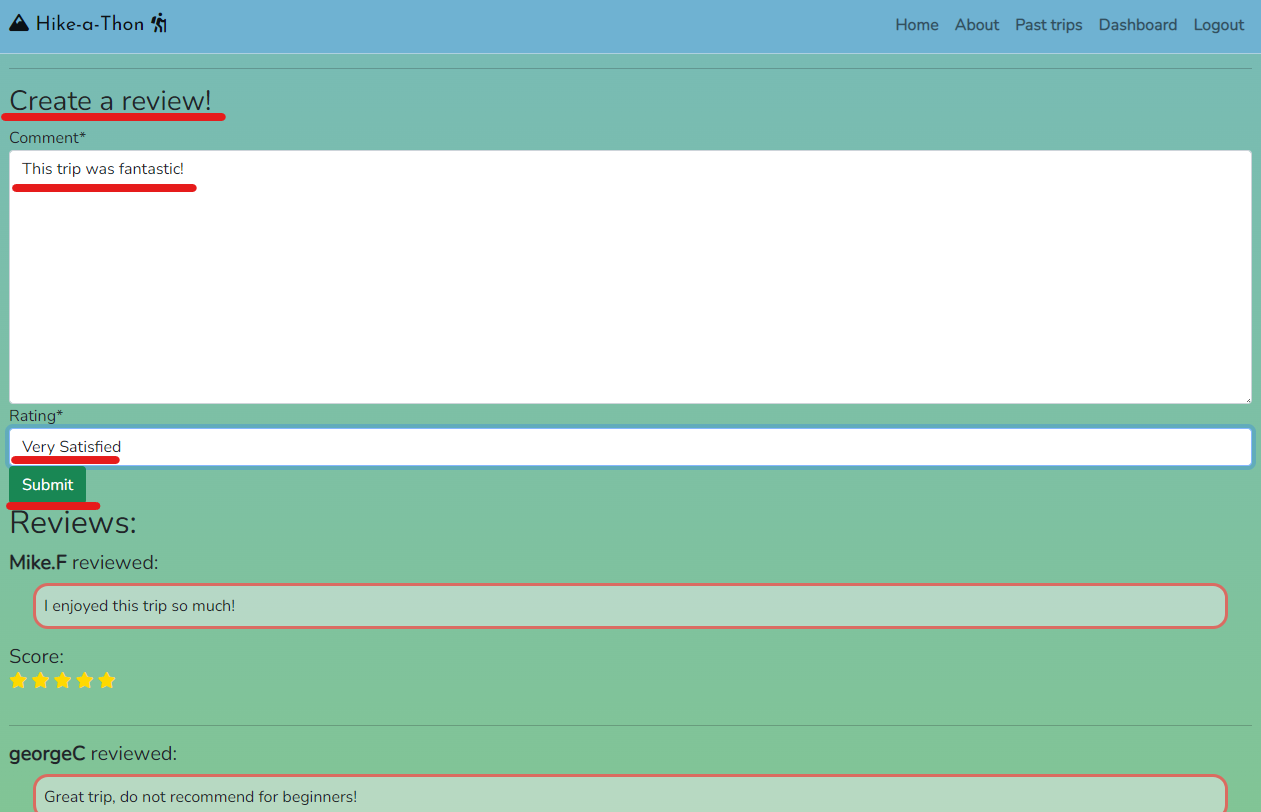 Hike-a-Thon
Home About Past trips Dashboard Logout
Create a review!
Comment*
This trip was fantastic!
Rating*
Very Satisfied
Submit
Reviews:
Mike.F reviewed:
I enjoyed this trip so much!
Score:
georgeC reviewed:
Great trip, do not recommend for beginners!